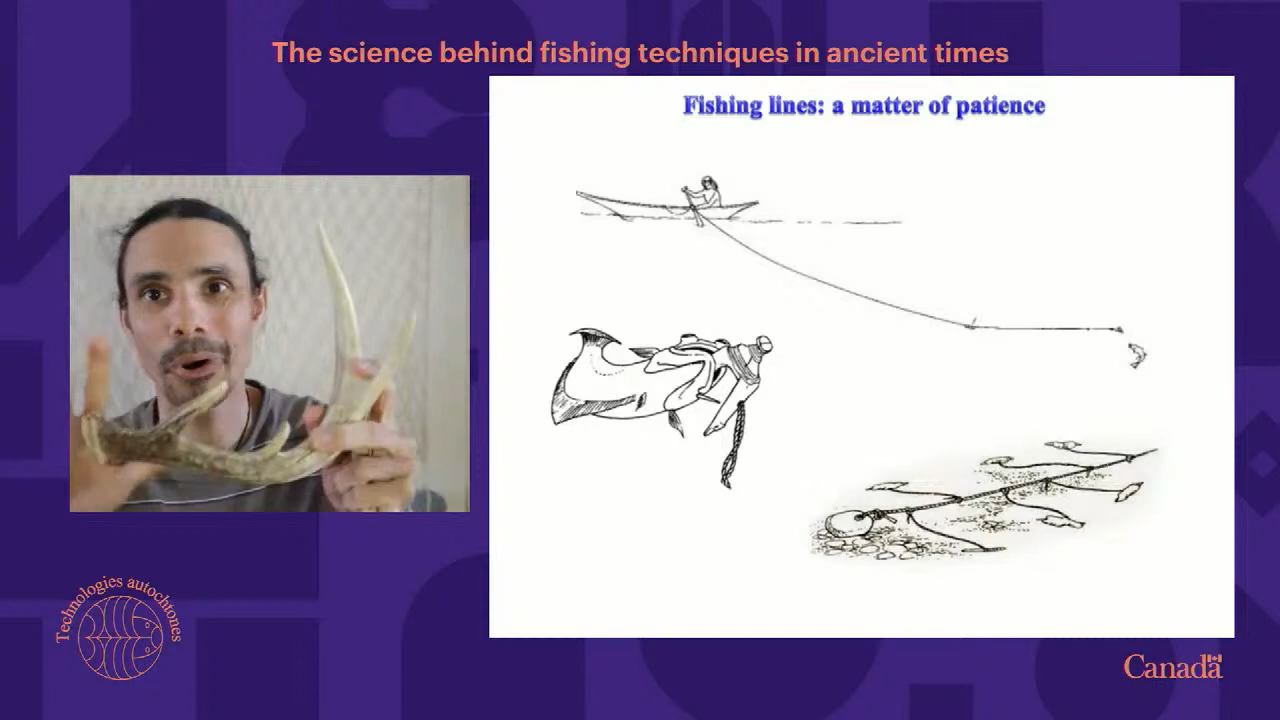 The science behind fishing techniques in ancient times
Fishing lines: a matter of patience
Technologies autochtones
Canada